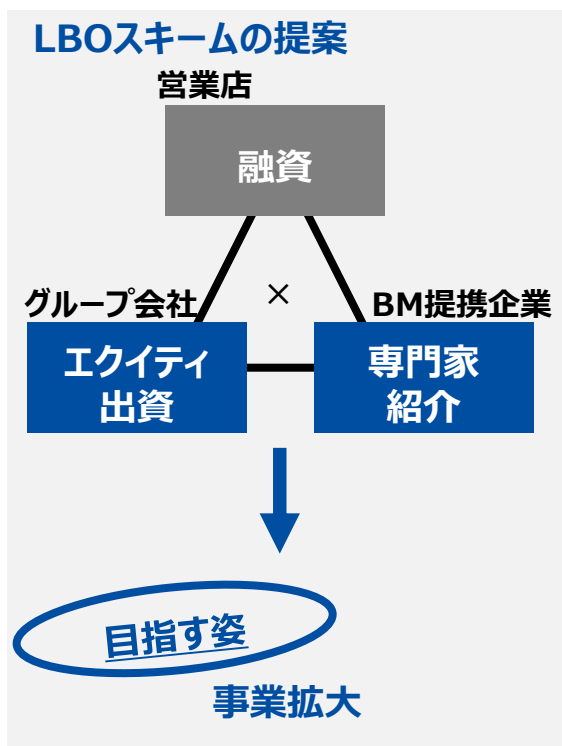 LBOスキームの提案
営業店
融資
×
グループ会社
BM提携企業
エクイティ
出資
専門家
紹介
目指す姿
事業拡大